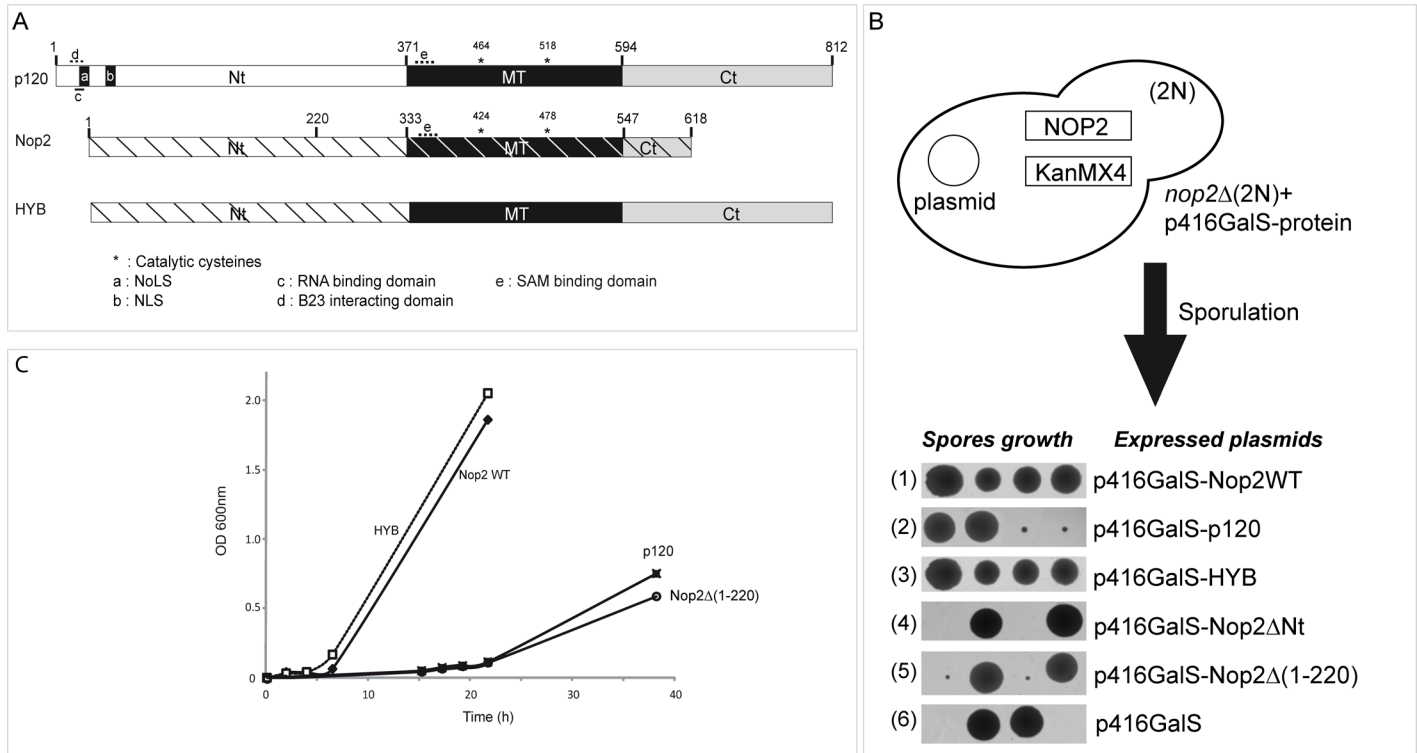 A
1
371
464
518
594
812
d
e
*
*
p120
a
b
Nt
MT
Ct
c
1
220
333
424
478
547
618
e
*
*
Nop2
Nt
MT
Ct
HYB
Nt
MT
Ct
* : Catalytic cysteines
a : NoLS
c : RNA binding domain
e : SAM binding domain
b : NLS
d : B23 interacting domain
B
(2N)
NOP2
KanMX4
plasmid
nop2Δ(2N)+
p416GalS-protein
Sporulation
Spores growth
Expressed plasmids
(1)
p416GalS-Nop2WT
(2)
p416GalS-p120
(3)
p416GalS-HYB
(4)
p416GalS-Nop2ΔNt
(5)
p416GalS-Nop2Δ(1-220)
(6)
p416GalS
C
2.0
1.5
1.0
0.5
0
OD 600nm
Nop2 WT
HYB
p120
Nop2Δ(1-220)
0
10
20
30
40
Time (h)